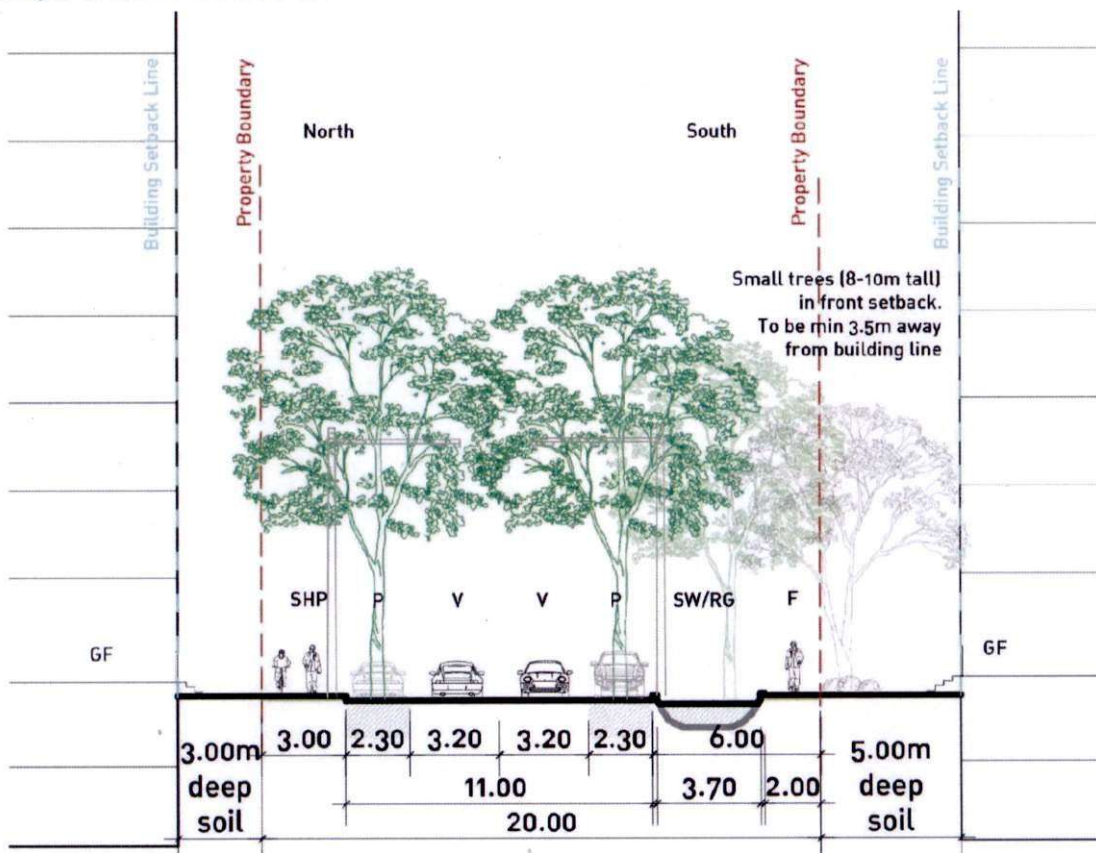 Building Setback Line
Property Boundary
North
South
Property Boundary
Building Setback Line
Small trees (8-10m tall)
in front setback.
To be min 3.5m away
from building line
SHP
P
V
V
P
SW/RG
F
GF
GF
3.00
2.30
3.20
3.20
2.30
6.00
3.00m
deep
soil
11.00
3.70
2.00
5.00m
deep
soil
20.00